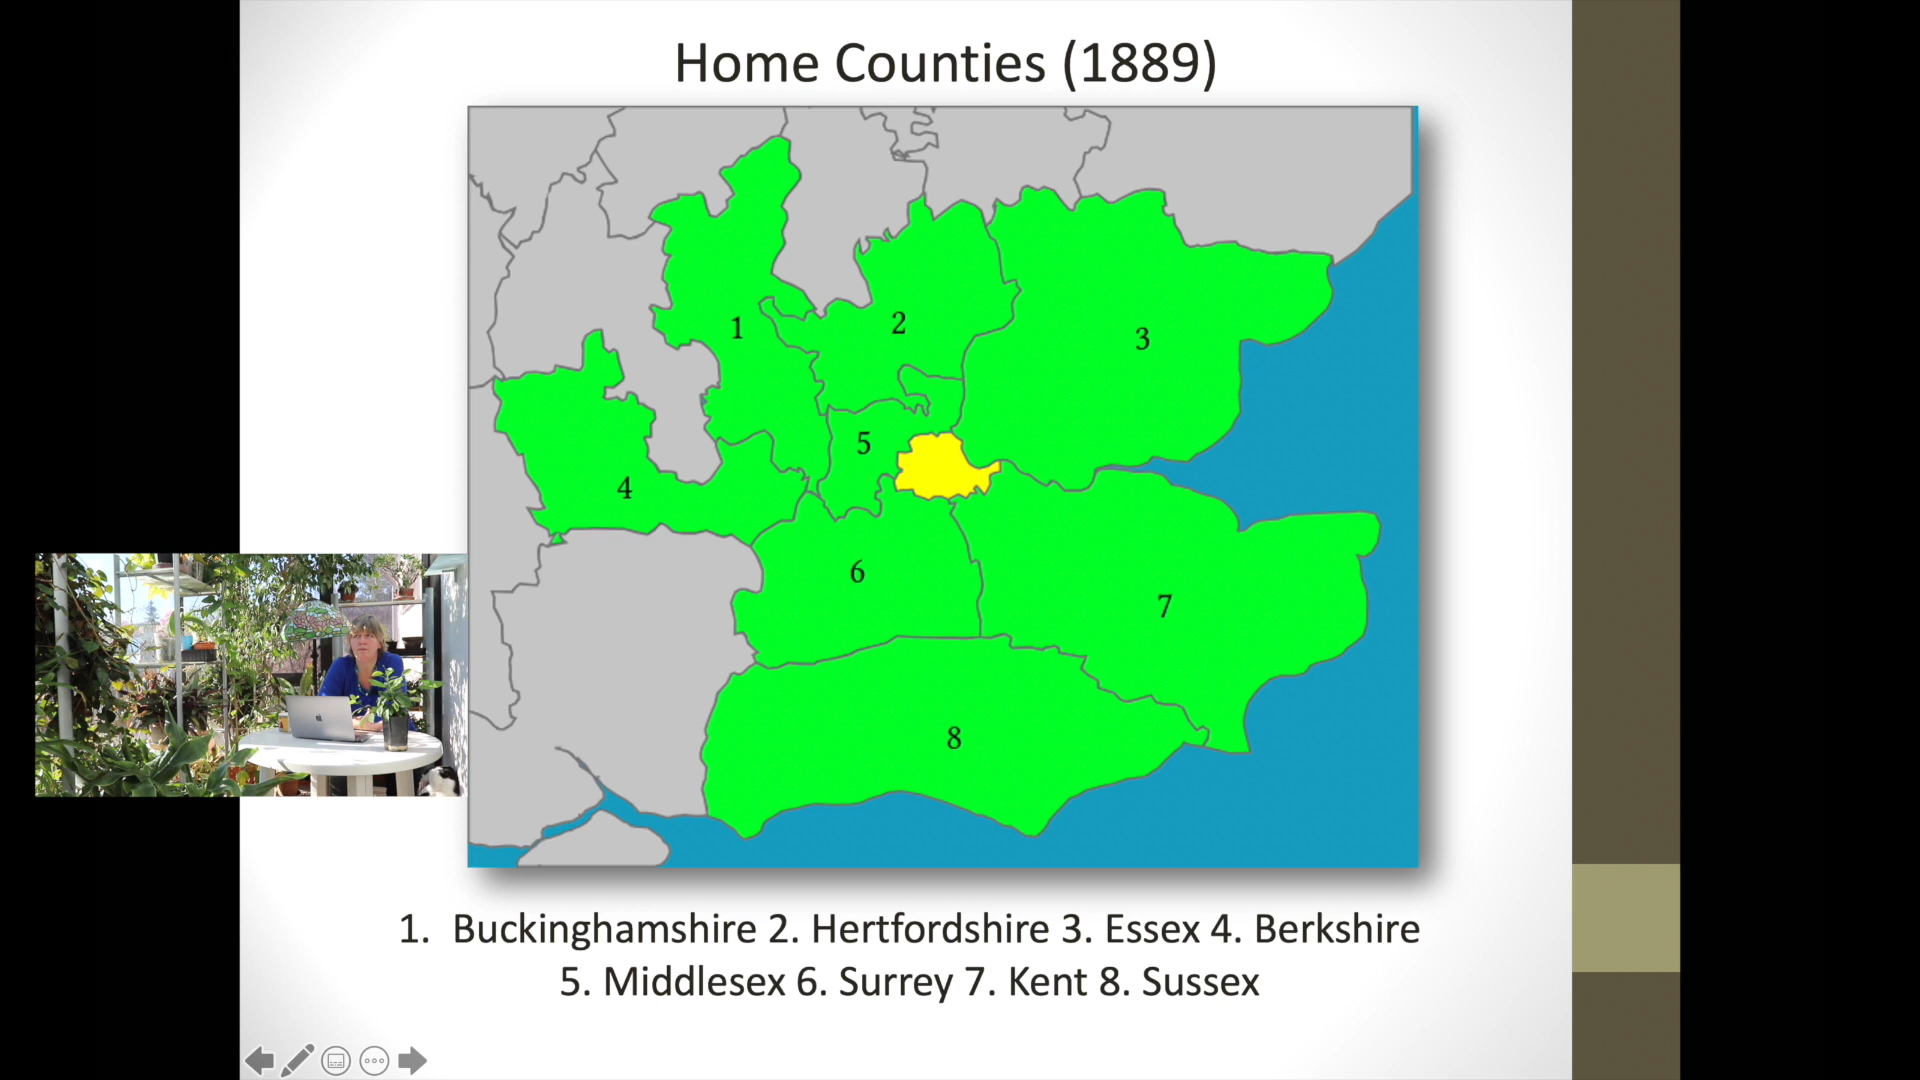 Home Counties (1889)
1
2
3
4
5
6
7
8
1. Buckinghamshire 2. Hertfordshire 3. Essex 4. Berkshire
5. Middlesex 6. Surrey 7. Kent 8. Sussex